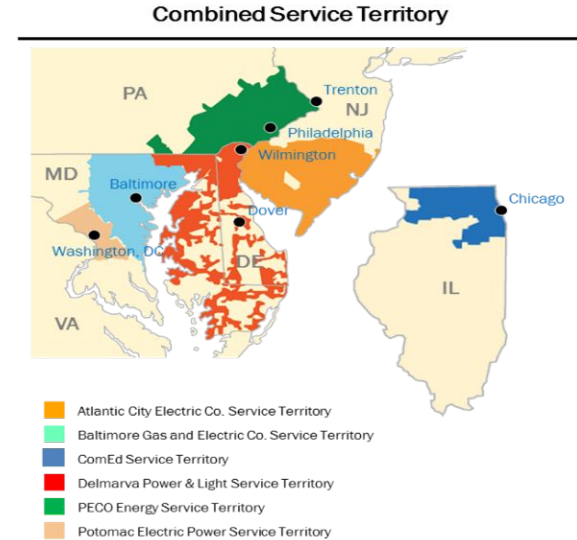 Combined Service Territory
PA
Trenton
NJ
Philadelphia
Wilmington
MD
Baltimore
Chicago
Dover
Washington, DC
DE
IL
VA
Atlantic City Electric Co. Service Territory
Baltimore Gas and Electric Co. Service Territory
ComEd Service Territory
Delmarva Power & Light Service Territory
PECO Energy Service Territory
Potomac Electric Power Service Territory